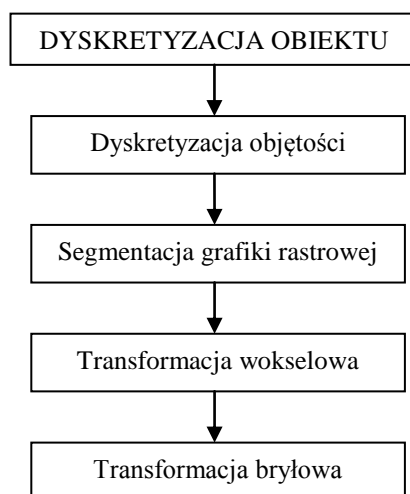 DYSKRETYZACJA OBIEKTU
Dyskretyzacja objętości
Segmentacja grafiki rastrowej
Transformacja wokselowa
Transformacja bryłowa